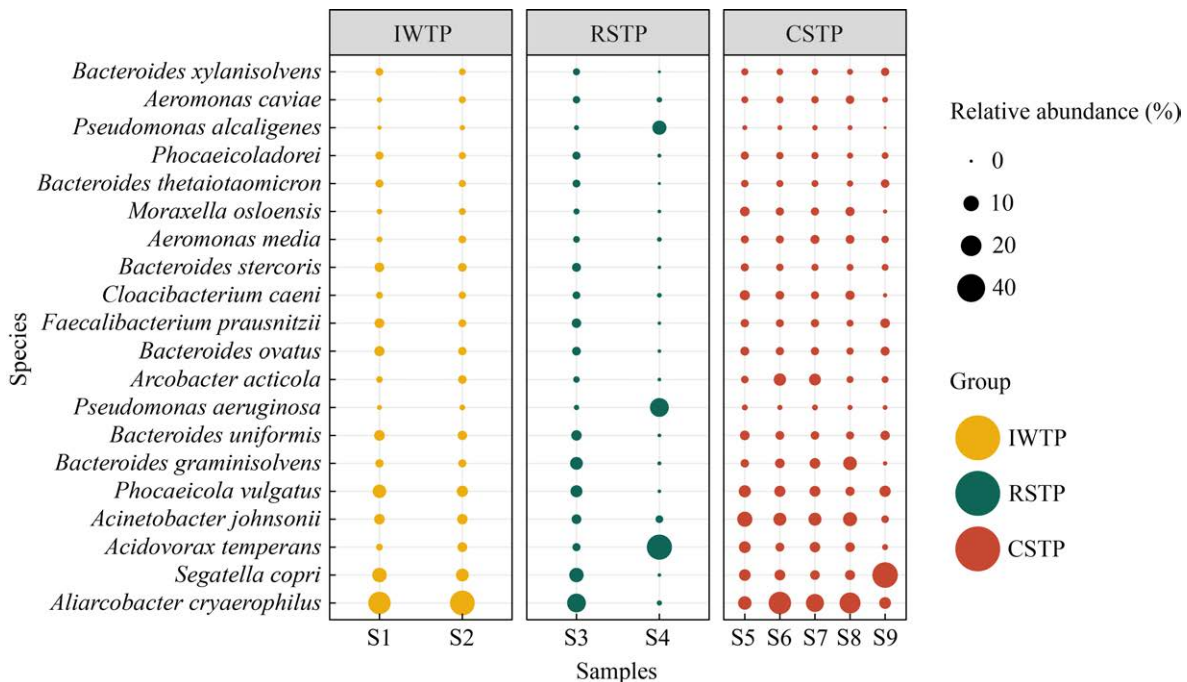 IWTP
RSTP
CSTP
Bacteroides xylanisolvens
Aeromonas caviae
Pseudomonas alcaligenes
Phocaeicoladorei
Bacteroides thetaiotaomicron
Moraxella osloensis
Aeromonas media
Bacteroides stercoris
Cloacibacterium caeni
Faecalibacterium prausnitzii
Bacteroides ovatus
Arcobacter acticola
Pseudomonas aeruginosa
Bacteroides uniformis
Bacteroides graminisolvens
Phocaeicola vulgatus
Acinetobacter johnsonii
Acidovorax temperans
Segatella copri
Aliarcobacter cryaerophilus
Species
S1 S2 S3 S4 S5 S6 S7 S8 S9
Samples
Relative abundance (%)
0
10
20
40
Group
IWTP
RSTP
CSTP